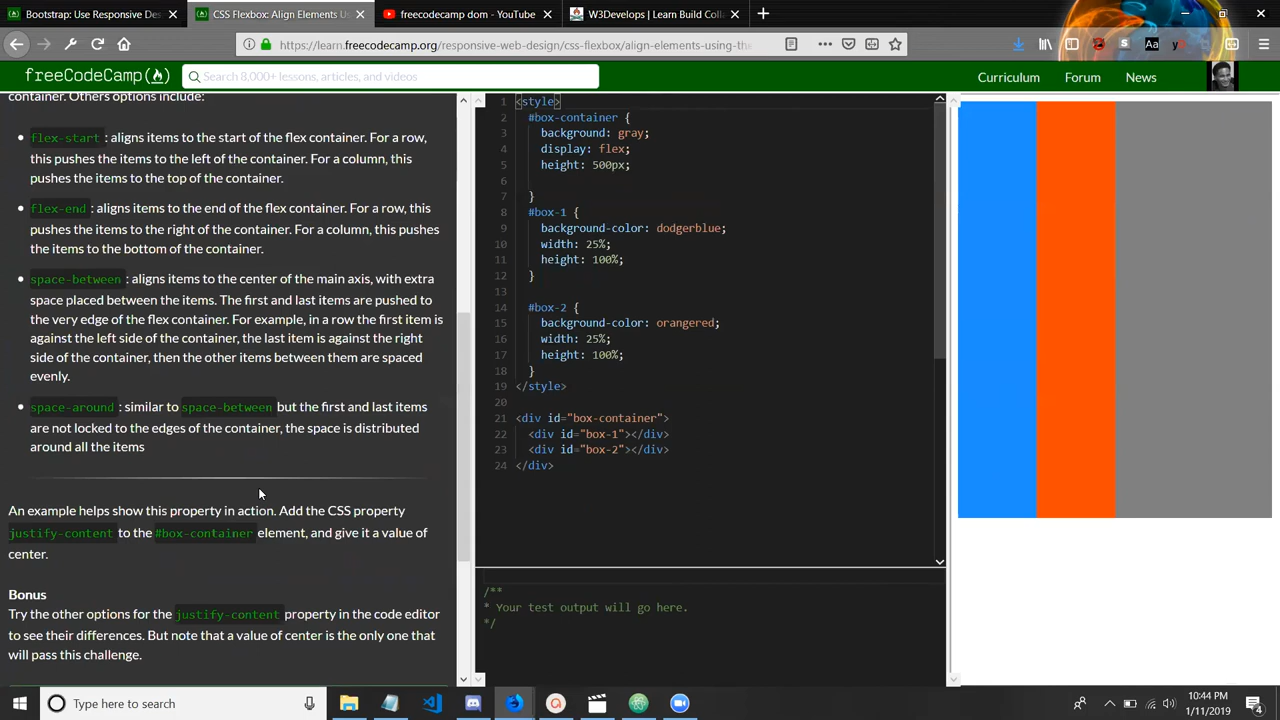 Bootstrap: Use Responsive Des
CSS Flexbox: Align Elements U
freecodecamp dom - YouTube
W3Develops | Learn Build Coll
https://learn.freecodecamp.org/responsive-web-design/css-flexbox/align-elements-using-the
freeCodeCamp
Search 8,000+ lessons, articles, and videos
Curriculum
Forum
News
container. Others options include:
flex-start : aligns items to the start of the flex container. For a row,
this pushes the items to the left of the container. For a column, this
pushes the items to the top of the container.
flex-end : aligns items to the end of the flex container. For a row, this
pushes the items to the right of the container. For a column, this pushes
the items to the bottom of the container.
space-between : aligns items to the center of the main axis, with extra
space placed between the items. The first and last items are pushed to
the very edge of the flex container. For example, in a row the first item is
against the left side of the container, the last item is against the right
side of the container, then the other items between them are spaced
evenly.
space-around : similar to space-between but the first and last items
are not locked to the edges of the container, the space is distributed
around all the items
An example helps show this property in action. Add the CSS property
justify-content to the #box-container element, and give it a value of
center.
Bonus
Try the other options for the justify-content property in the code editor
to see their differences. But note that a value of center is the only one that
will pass this challenge.
1 <style>
2 #box-container {
3 background: gray;
4 display: flex;
5 height: 500px;
6
7 }
8 #box-1 {
9 background-color: dodgerblue;
10 width: 25%;
11 height: 100%;
12 }
13
14 #box-2 {
15 background-color: orangered;
16 width: 25%;
17 height: 100%;
18 }
19 </style>
20
21 <div id="box-container">
22 <div id="box-1"></div>
23 <div id="box-2"></div>
24 </div>
/**
* Your test output will go here.
*/
Type here to search
10:44 PM
1/11/2019
4